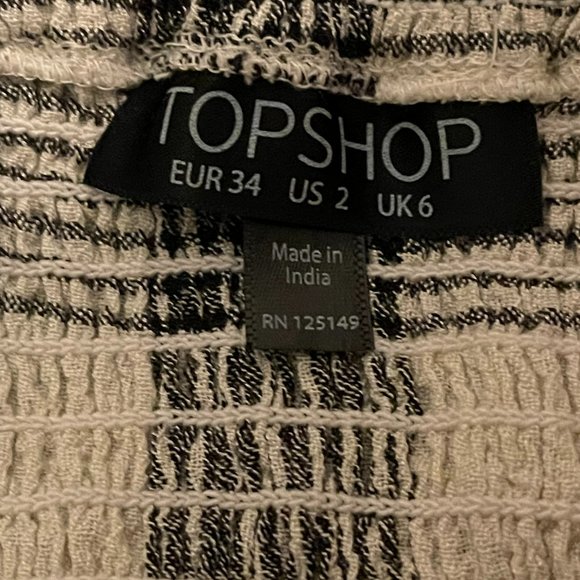 TOPSHOP
EUR 34 US 2 UK 6
Made in
India
RN 125149